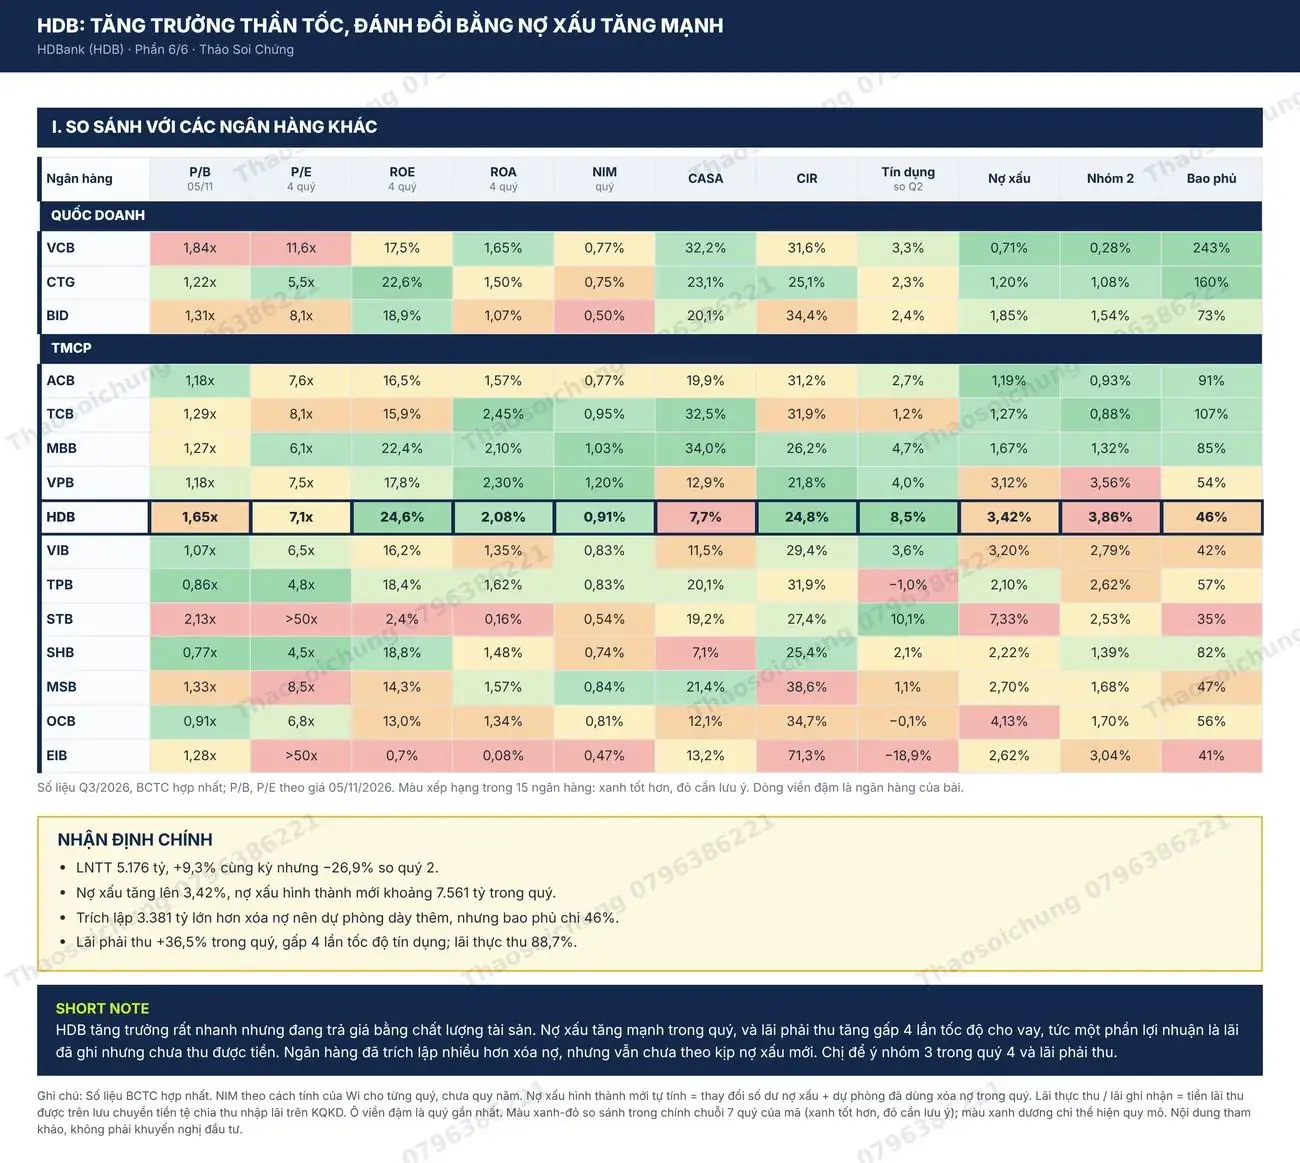 HDB: TĂNG TRƯỞNG THẦN TỐC, ĐÁNH ĐỔI BẰNG NỢ XẤU TĂNG MẠNH
HDBank (HDB) · Phần 6/6 · Thảo Soi Chứng
I. SO SÁNH VỚI CÁC NGÂN HÀNG KHÁC
Ngân hàng P/B 05/11 P/E 4 quý ROE 4 quý ROA 4 quý NIM quý CASA CIR Tín dụng so Q2 Nợ xấu Nhóm 2 Bao phủ
QUỐC DOANH
VCB 1,84x 11,6x 17,5% 1,65% 0,77% 32,2% 31,6% 3,3% 0,71% 0,28% 243%
CTG 1,22x 5,5x 22,6% 1,50% 0,75% 23,1% 25,1% 2,3% 1,20% 1,08% 160%
BID 1,31x 8,1x 18,9% 1,07% 0,50% 20,1% 34,4% 2,4% 1,85% 1,54% 73%
TMCP
ACB 1,18x 7,6x 16,5% 1,57% 0,77% 19,9% 31,2% 2,7% 1,19% 0,93% 91%
TCB 1,29x 8,1x 15,9% 2,45% 0,95% 32,5% 31,9% 1,2% 1,27% 0,88% 107%
MBB 1,27x 6,1x 22,4% 2,10% 1,03% 34,0% 26,2% 4,7% 1,67% 1,32% 85%
VPB 1,18x 7,5x 17,8% 2,30% 1,20% 12,9% 21,8% 4,0% 3,12% 3,56% 54%
HDB 1,65x 7,1x 24,6% 2,08% 0,91% 7,7% 24,8% 8,5% 3,42% 3,86% 46%
VIB 1,07x 6,5x 16,2% 1,35% 0,83% 11,5% 29,4% 3,6% 3,20% 2,79% 42%
TPB 0,86x 4,8x 18,4% 1,62% 0,83% 20,1% 31,9% −1,0% 2,10% 2,62% 57%
STB 2,13x >50x 2,4% 0,16% 0,54% 19,2% 27,4% 10,1% 7,33% 2,53% 35%
SHB 0,77x 4,5x 18,8% 1,48% 0,74% 7,1% 25,4% 2,1% 2,22% 1,39% 82%
MSB 1,33x 8,5x 14,3% 1,57% 0,84% 21,4% 38,6% 1,1% 2,70% 1,68% 47%
OCB 0,91x 6,8x 13,0% 1,34% 0,81% 12,1% 34,7% −0,1% 4,13% 1,70% 56%
EIB 1,28x >50x 0,7% 0,08% 0,47% 13,2% 71,3% −18,9% 2,62% 3,04% 41%
Số liệu Q3/2026, BCTC hợp nhất; P/B, P/E theo giá 05/11/2026. Màu xếp hạng trong 15 ngân hàng: xanh tốt hơn, đỏ cần lưu ý. Dòng viền đậm là ngân hàng của bài.
NHẬN ĐỊNH CHÍNH
• LNTT 5.176 tỷ, +9,3% cùng kỳ nhưng −26,9% so quý 2.
• Nợ xấu tăng lên 3,42%, nợ xấu hình thành mới khoảng 7.561 tỷ trong quý.
• Trích lập 3.381 tỷ lớn hơn xóa nợ nên dự phòng dày thêm, nhưng bao phủ chỉ 46%.
• Lãi phải thu +36,5% trong quý, gấp 4 lần tốc độ tín dụng; lãi thực thu 88,7%.
SHORT NOTE
HDB tăng trưởng rất nhanh nhưng đang trả giá bằng chất lượng tài sản. Nợ xấu tăng mạnh trong quý, và lãi phải thu tăng gấp 4 lần tốc độ cho vay, tức một phần lợi nhuận là lãi
đã ghi nhưng chưa thu được tiền. Ngân hàng đã trích lập nhiều hơn xóa nợ, nhưng vẫn chưa theo kịp nợ xấu mới. Chị để ý nhóm 3 trong quý 4 và lãi phải thu.
Ghi chú: Số liệu BCTC hợp nhất. NIM theo cách tính của Wi cho từng quý, chưa quy năm. Nợ xấu hình thành mới tự tính = thay đổi số dư nợ xấu + dự phòng đã dùng xóa nợ trong quý. Lãi thực thu / lãi ghi nhận = tiền lãi thu
được trên lưu chuyển tiền tệ chia thu nhập lãi trên KQKD. Ô viền đậm là quý gần nhất. Màu xanh-đỏ so sánh trong chính chuỗi 7 quý của mã (xanh tốt hơn, đỏ cần lưu ý); màu xanh dương chỉ thể hiện quy mô. Nội dung tham
khảo, không phải khuyến nghị đầu tư.
Thaosoichung 0796386221